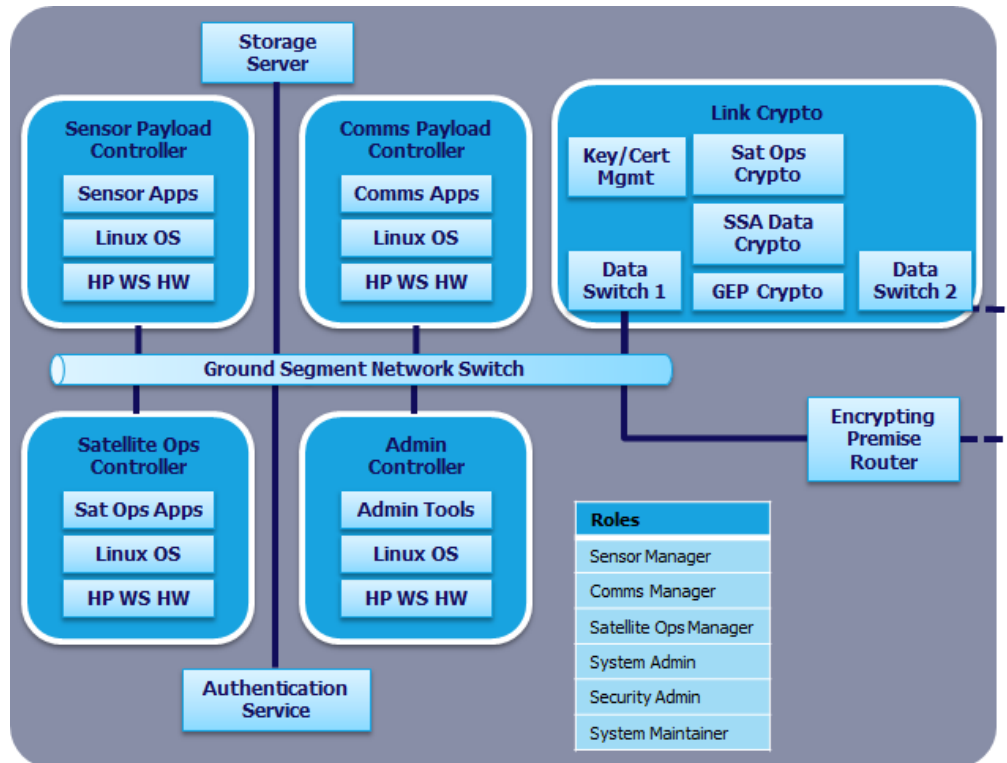 Storage
Server
Sensor Payload
Controller
Sensor Apps
Linux OS
HP WS HW
Comms Payload
Controller
Comms Apps
Linux OS
HP WS HW
Link Crypto
Key/Cert
Mgmt
Sat Ops
Crypto
SSA Data
Crypto
Data
Switch 1
GEP Crypto
Data
Switch 2
Ground Segment Network Switch
Satellite Ops
Controller
Sat Ops Apps
Linux OS
HP WS HW
Admin
Controller
Admin Tools
Linux OS
HP WS HW
Encrypting
Premise
Router
Roles
Sensor Manager
Comms Manager
Satellite Ops Manager
System Admin
Security Admin
System Maintainer
Authentication
Service